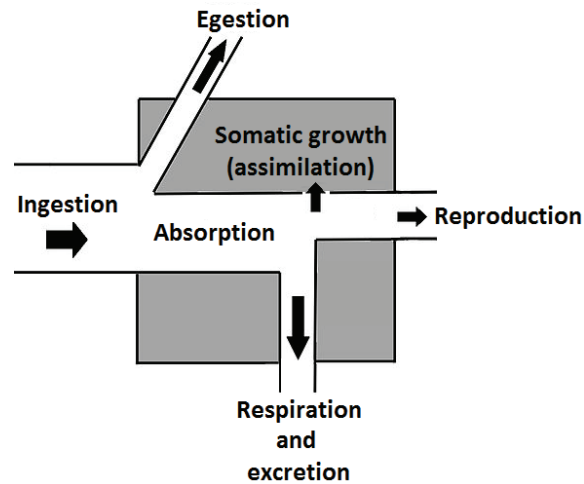 Egestion
Somatic growth
(assimilation)
Ingestion
Absorption
Reproduction
Respiration
and
excretion